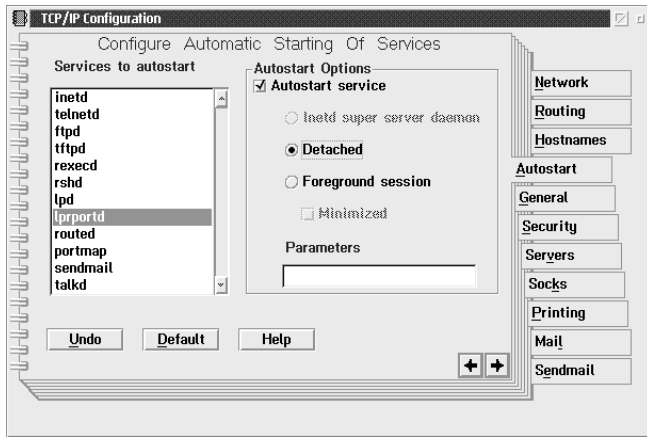 TCP/IP Configuration
Configure Automatic Starting Of Services
Services to autostart
inetd
telnetd
ftpd
tftpd
rexecd
rshd
lpd
lprportd
routed
portmap
sendmail
talkd
Autostart Options
Autostart service
Inetd super server daemon
Detached
Foreground session
Minimized
Parameters
Undo
Default
Help
Network
Routing
Hostnames
Autostart
General
Security
Servers
Socks
Printing
Mail
Sendmail